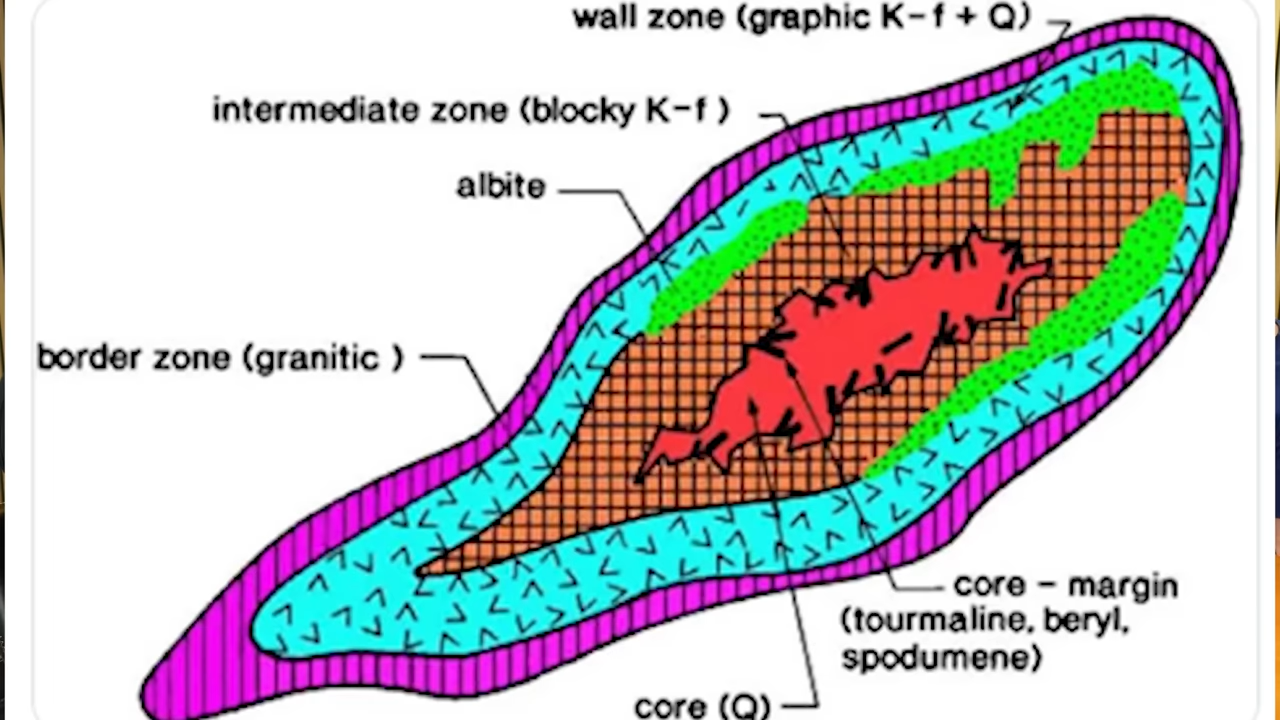 wall zone (graphic K-f + Q)
intermediate zone (blocky K-f )
albite
border zone (granitic )
core - margin
(tourmaline, beryl,
spodumene)
core (Q)